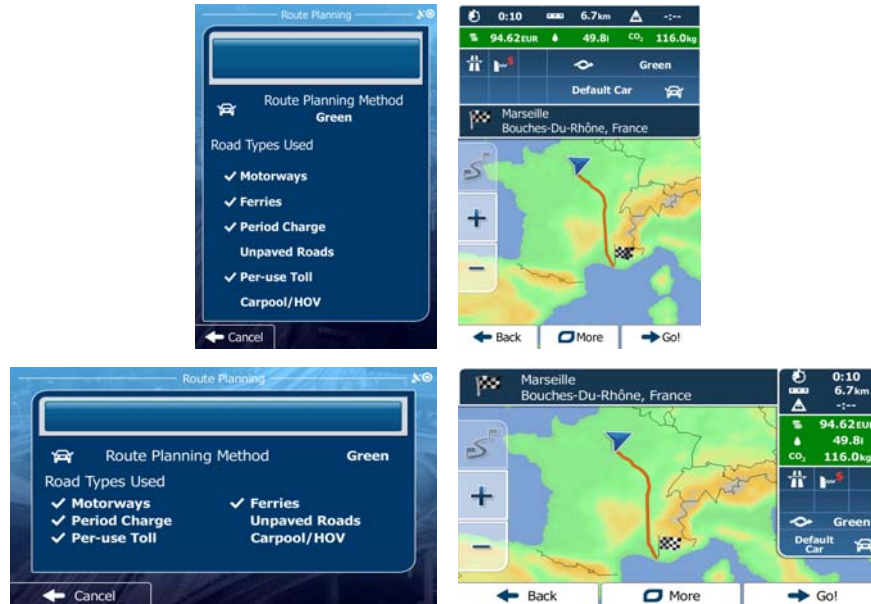 Route Planning
Route Planning Method
Green
Road Types Used
Motorways
Ferries
Period Charge
Unpaved Roads
Per-use Toll
Carpool/HOV
Cancel
0:10 6.7km -:--
94.62EUR 49.8l CO2 116.0kg
$ Green
Default Car
Marseille
Bouches-Du-Rhône, France
S
+
−
Back More Go!
Route Planning
Route Planning Method Green
Road Types Used
Motorways Ferries
Period Charge Unpaved Roads
Per-use Toll Carpool/HOV
Cancel
Marseille
Bouches-Du-Rhône, France
0:10
6.7km
-:--
94.62EUR
49.8l
CO2 116.0kg
$
Green
Default
Car
S
+
−
Back More Go!